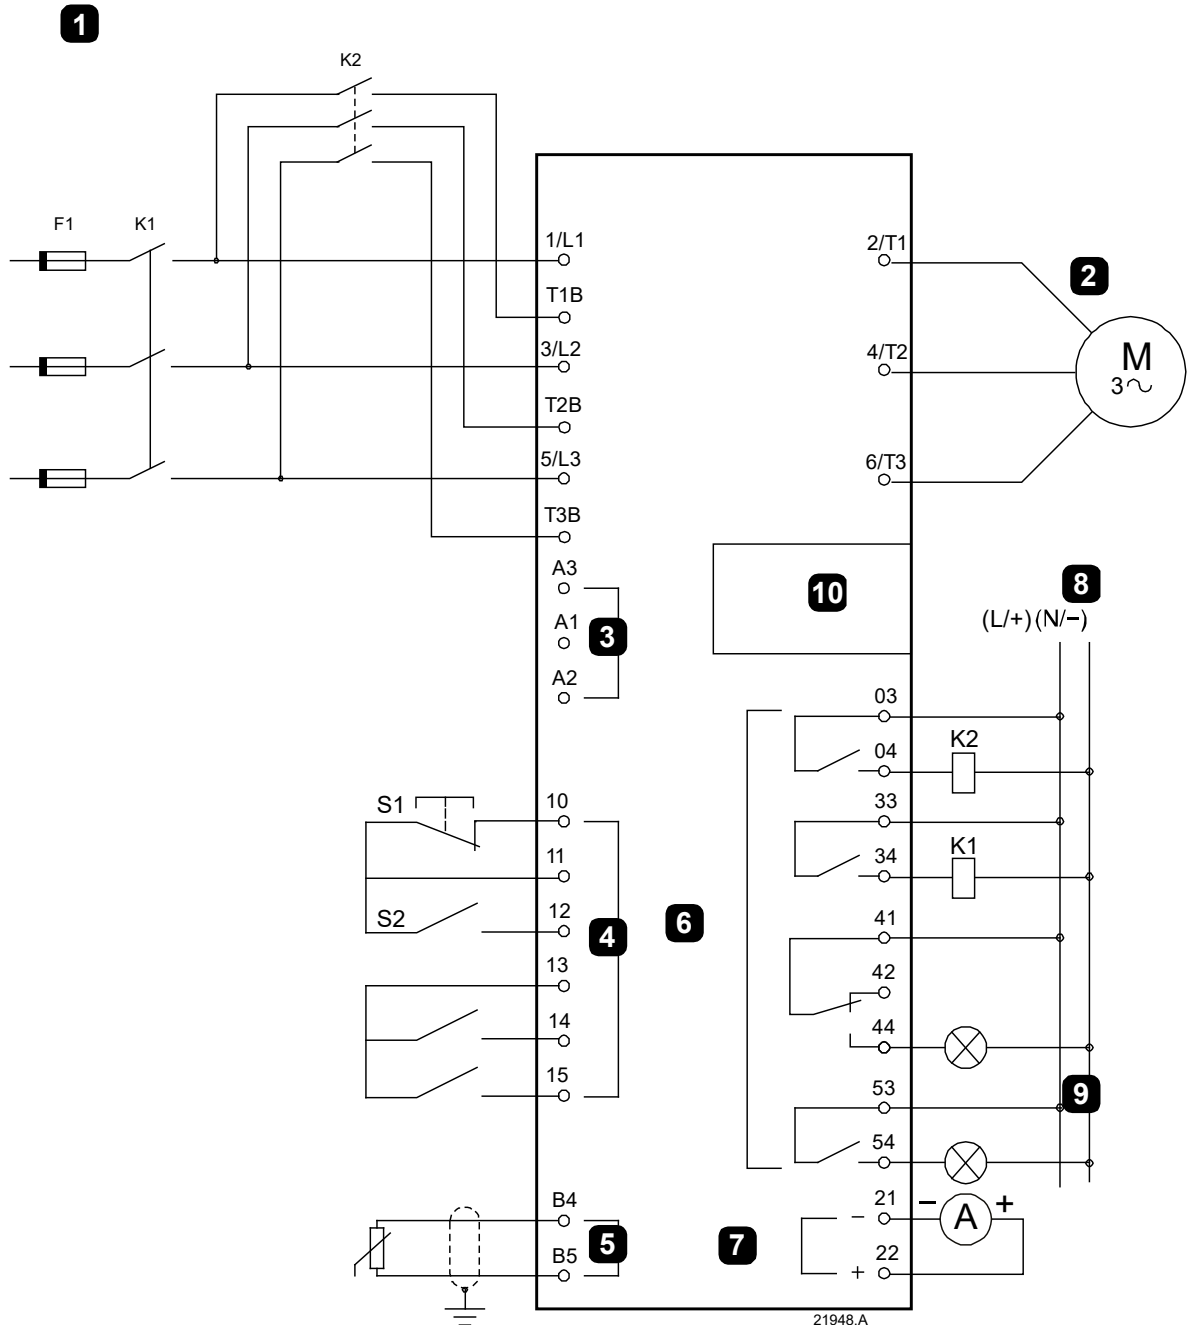 1
K2
F1
K1
1/L1
T1B
3/L2
T2B
5/L3
T3B
A3
A1
A2
3
2/T1
4/T2
6/T3
2
M
3
10
8
(L/+) (N/–)
S1
S2
10
11
12
13
14
15
4
6
03
04
K2
33
34
K1
41
42
44
53
54
9
B4
B5
5
7
21
22
–
+
–
A
+
21948.A